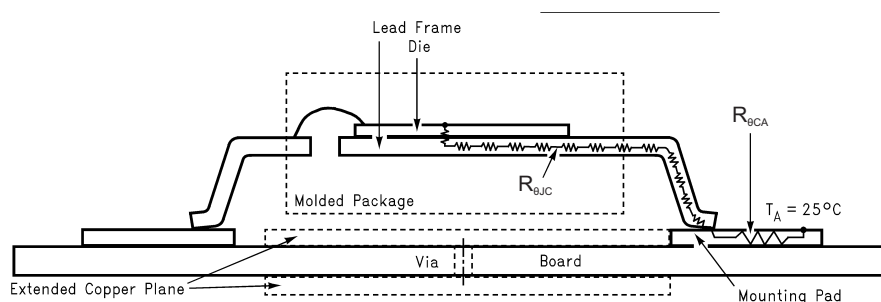 Lead Frame
Die
RθCA
RθJC
Molded Package
TA = 25°C
Via
Board
Extended Copper Plane
Mounting Pad